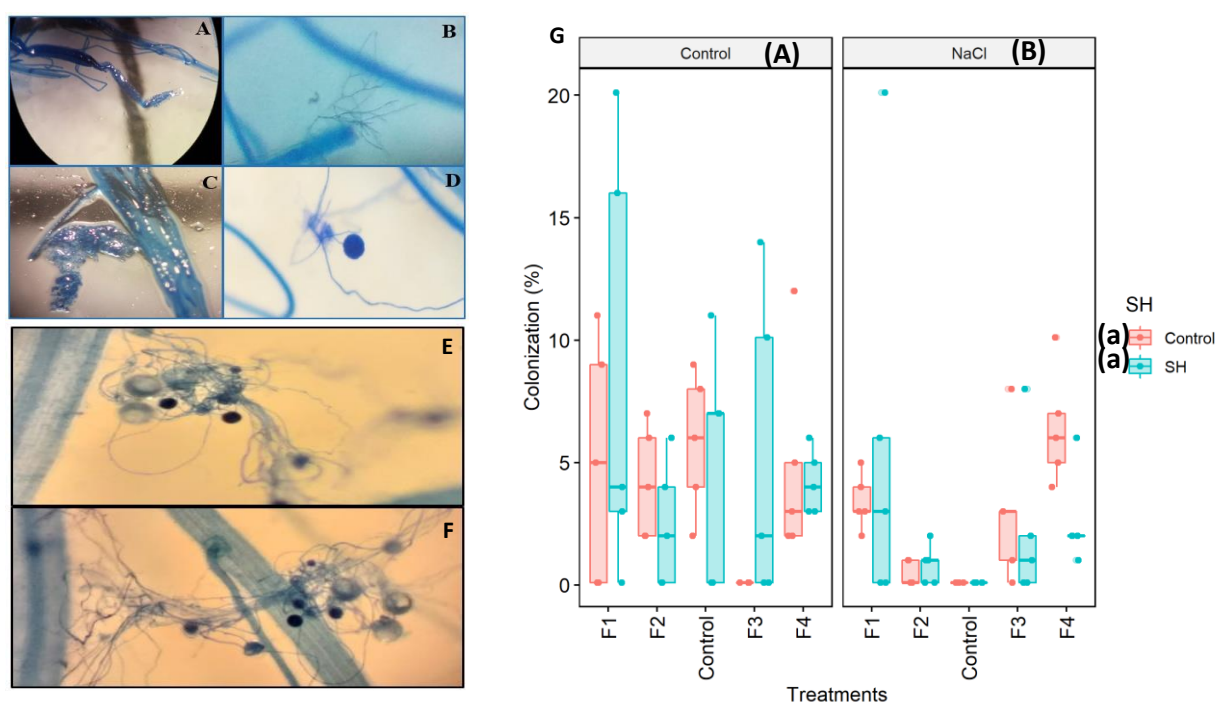 A
B
C
D
E
F
G
Control (A)
NaCl (B)
Colonization (%)
20
15
10
5
0
F1
F2
Control
F3
F4
F1
F2
Control
F3
F4
Treatments
SH
(a) Control
(a) SH